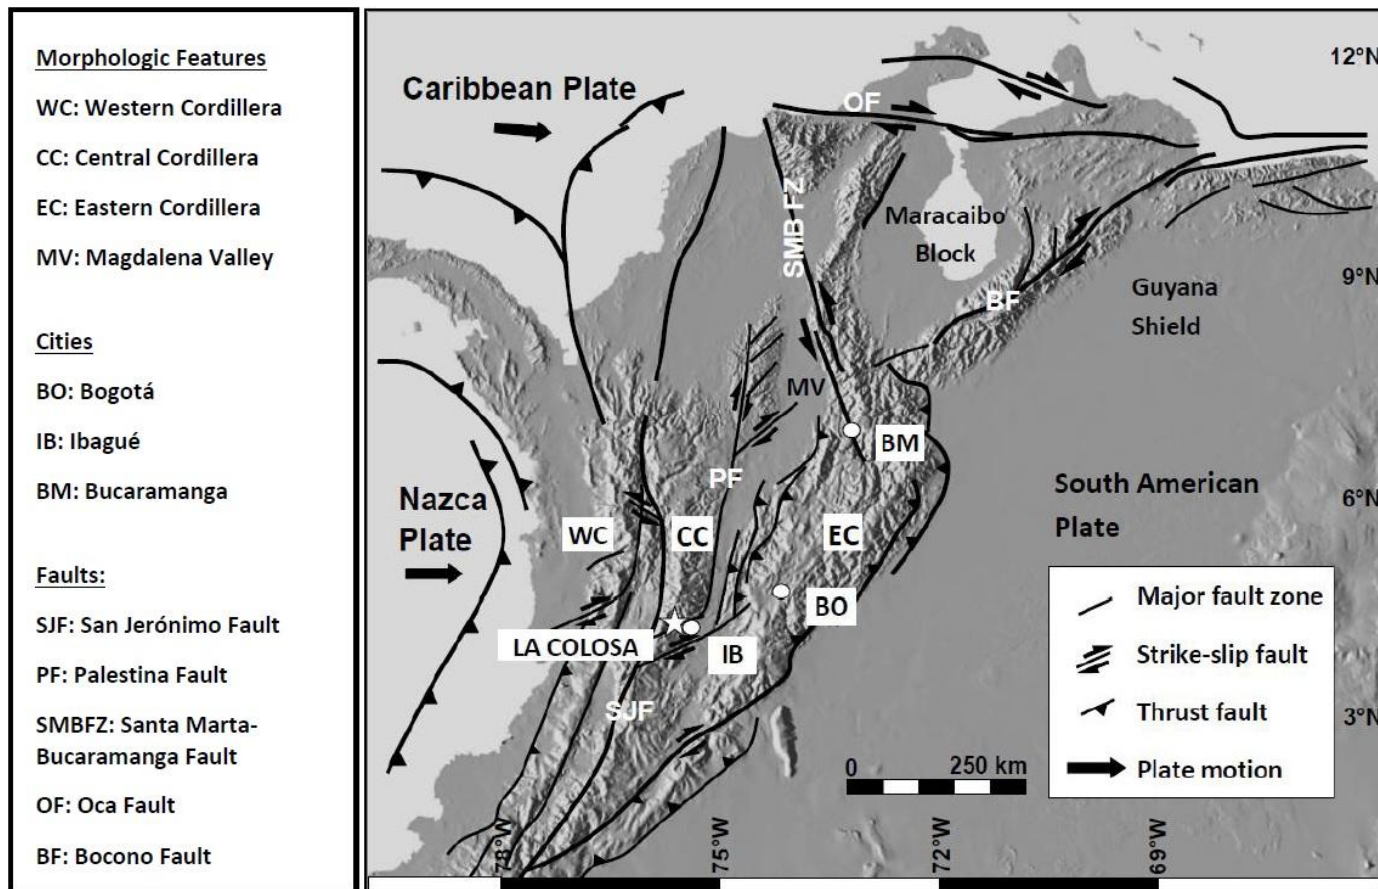 Morphologic Features
WC: Western Cordillera
CC: Central Cordillera
EC: Eastern Cordillera
MV: Magdalena Valley
Cities
BO: Bogotá
IB: Ibagué
BM: Bucaramanga
Faults:
SJF: San Jerónimo Fault
PF: Palestina Fault
SMBFZ: Santa Marta-
Bucaramanga Fault
OF: Oca Fault
BF: Bocono Fault
12°N
Caribbean Plate
OF
SMB FZ
Maracaibo
Block
9°N
BF
Guyana
Shield
MV
BM
PF
Nazca
Plate
South American
Plate
6°N
WC
CC
EC
BO
LA COLOSA
IB
SJF
Major fault zone
Strike-slip fault
Thrust fault
Plate motion
3°N
0
250 km
78°W
75°W
72°W
69°W